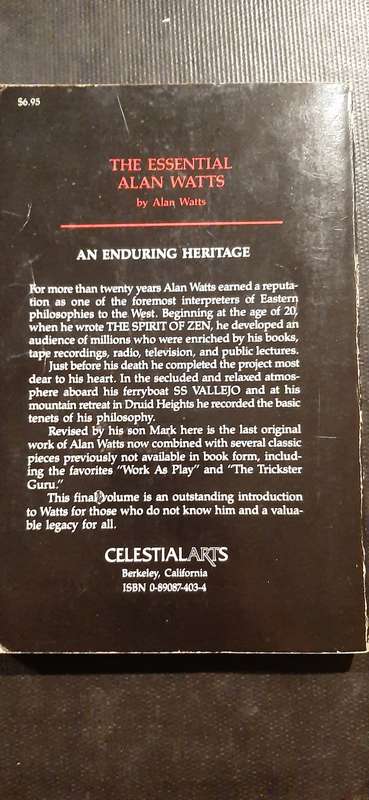 $6.95
THE ESSENTIAL
ALAN WATTS
by Alan Watts
AN ENDURING HERITAGE
For more than twenty years Alan Watts earned a reputa-
tion as one of the foremost interpreters of Eastern
philosophies to the West. Beginning at the age of 20,
when he wrote THE SPIRIT OF ZEN, he developed an
audience of millions who were enriched by his books,
tape recordings, radio, television, and public lectures.
Just before his death he completed the project most
dear to his heart. In the secluded and relaxed atmos-
phere aboard his ferryboat SS VALLEJO and at his
mountain retreat in Druid Heights he recorded the basic
tenets of his philosophy.
Revised by his son Mark here is the last original
work of Alan Watts now combined with several classic
pieces previously not available in book form, includ-
ing the favorites "Work As Play" and "The Trickster
Guru."
This final volume is an outstanding introduction
to Watts for those who do not know him and a valua-
ble legacy for all.
CELESTIALARTS
Berkeley, California
ISBN 0-89087-403-4